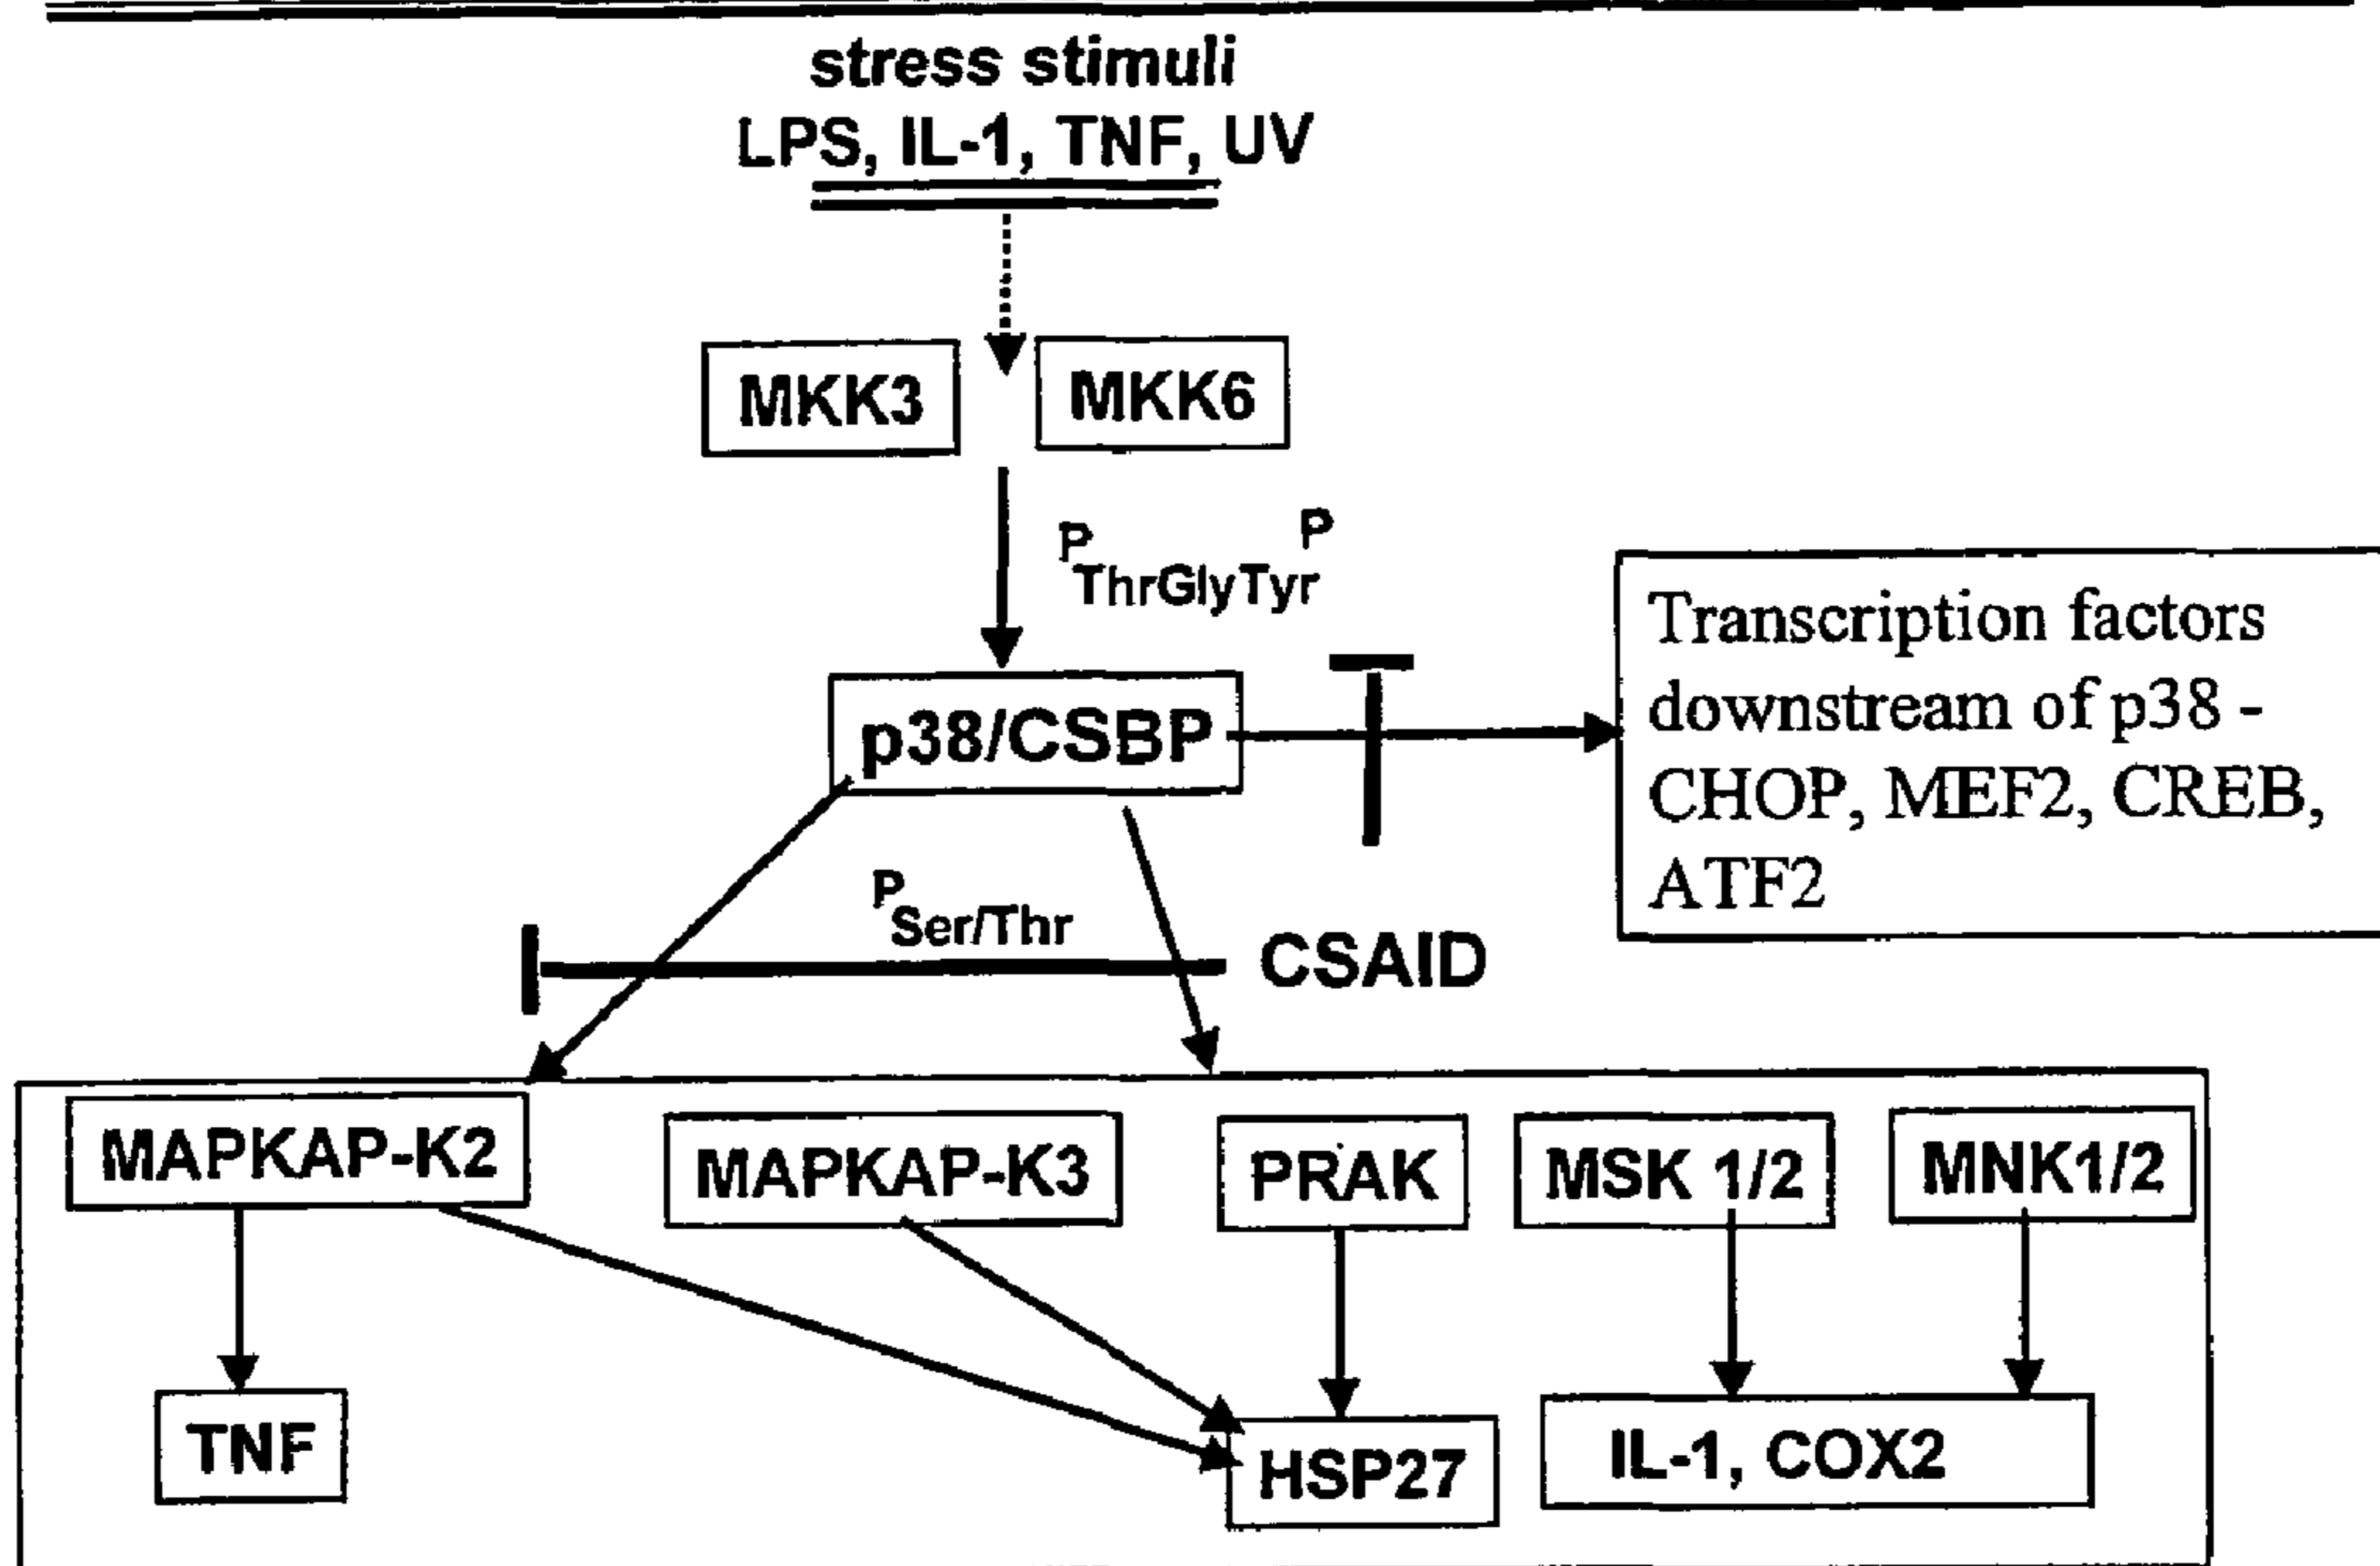 stress stimuli
LPS, IL-1, TNF, UV
MKK3
MKK6
P P
ThrGlyTyr
p38/CSBP
Transcription factors
downstream of p38 -
CHOP, MEF2, CREB,
ATF2
P
Ser/Thr
CSAID
MAPKAP-K2
MAPKAP-K3
PRAK
MSK 1/2
MNK1/2
TNF
HSP27
IL-1, COX2